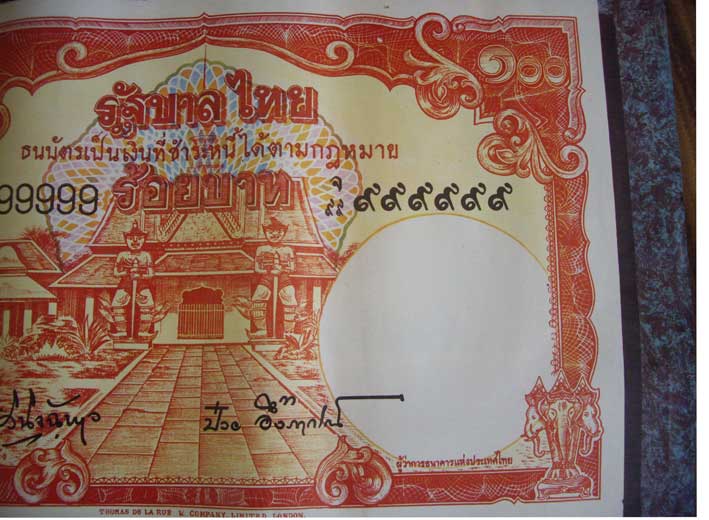 ๑๐๐
รัฐบาลไทย
ธนบัตรเป็นเงินที่ชำระหนี้ได้ตามกฎหมาย
99999 ร้อยบาท ๙๙๙๙๙๙
ป๋วย อึ๊งภากรณ์
ผู้ว่าการธนาคารแห่งประเทศไทย
THOMAS DE LA RUE & COMPANY, LIMITED, LONDON.